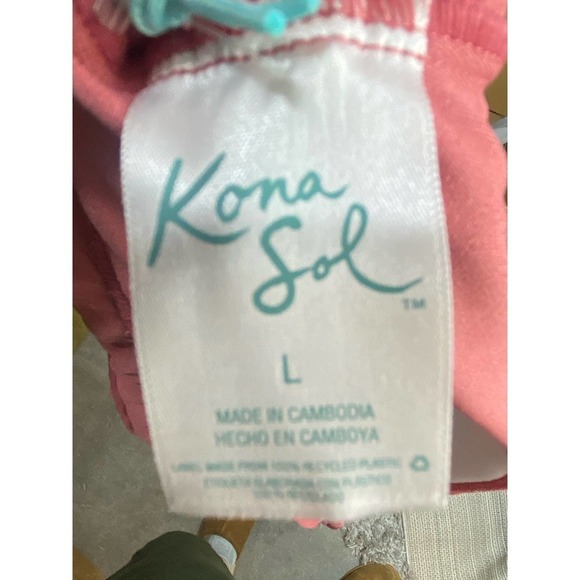 Kona
Sol
™
L
MADE IN CAMBODIA
HECHO EN CAMBOYA
LABEL MADE FROM 100% RECYCLED PLASTIC
ETIQUETA ELABORADA CON PLÁSTICO
100% RECICLADO